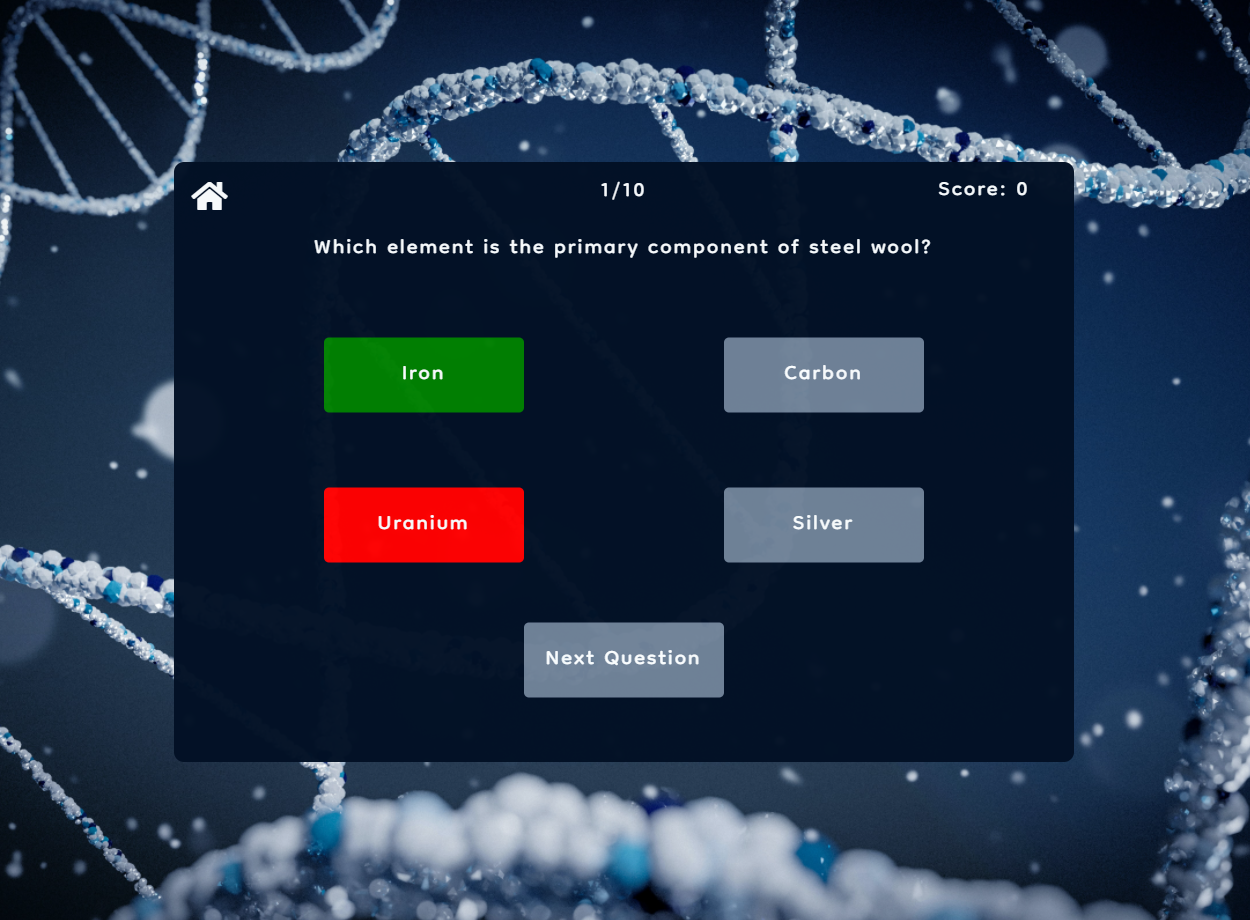 1/10
Score: 0
Which element is the primary component of steel wool?
Iron
Carbon
Uranium
Silver
Next Question